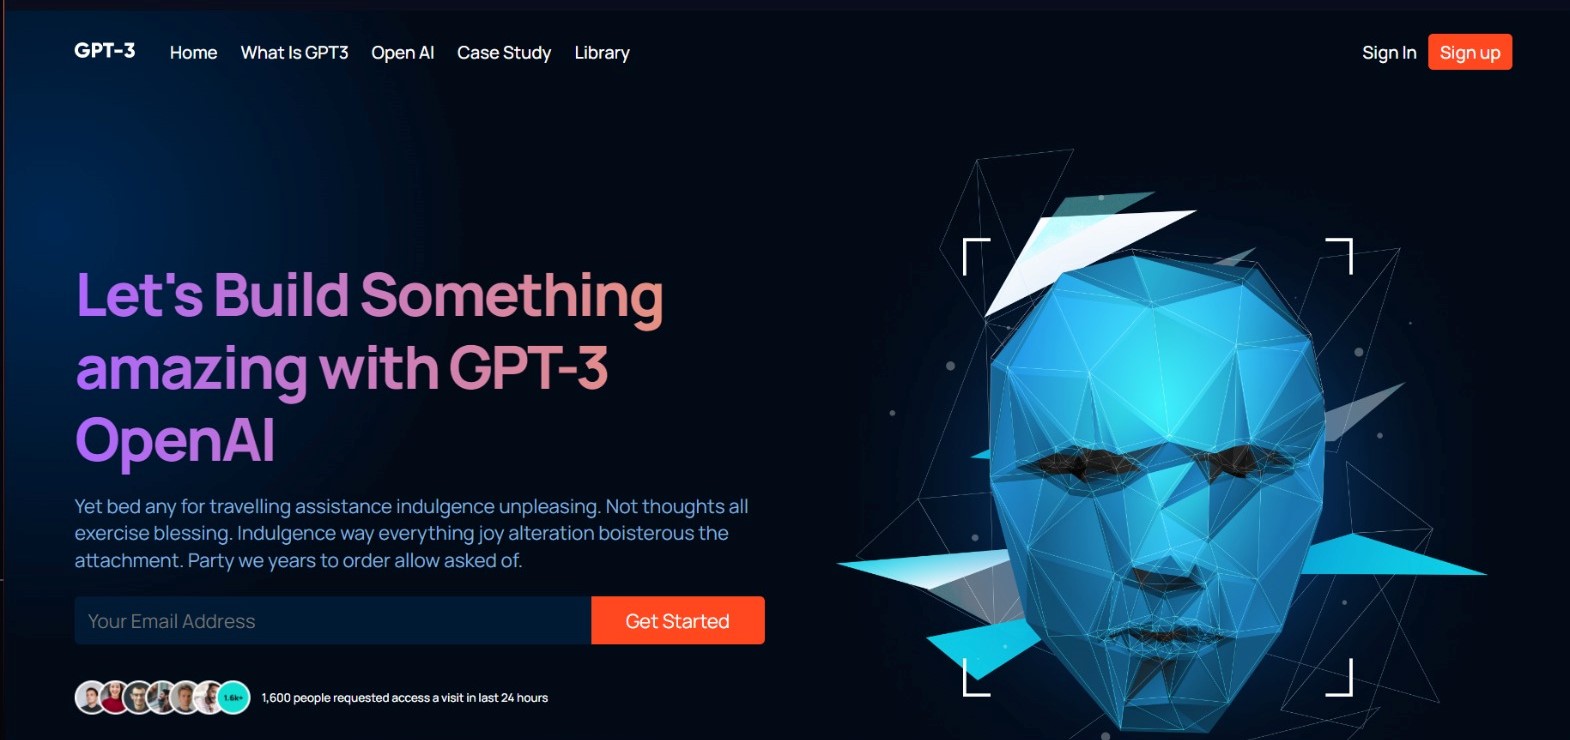 GPT-3 Home What Is GPT3 Open AI Case Study Library Sign In Sign up
Let's Build Something
amazing with GPT-3
OpenAI
Yet bed any for travelling assistance indulgence unpleasing. Not thoughts all
exercise blessing. Indulgence way everything joy alteration boisterous the
attachment. Party we years to order allow asked of.
Your Email Address Get Started
1.6k+ 1,600 people requested access a visit in last 24 hours